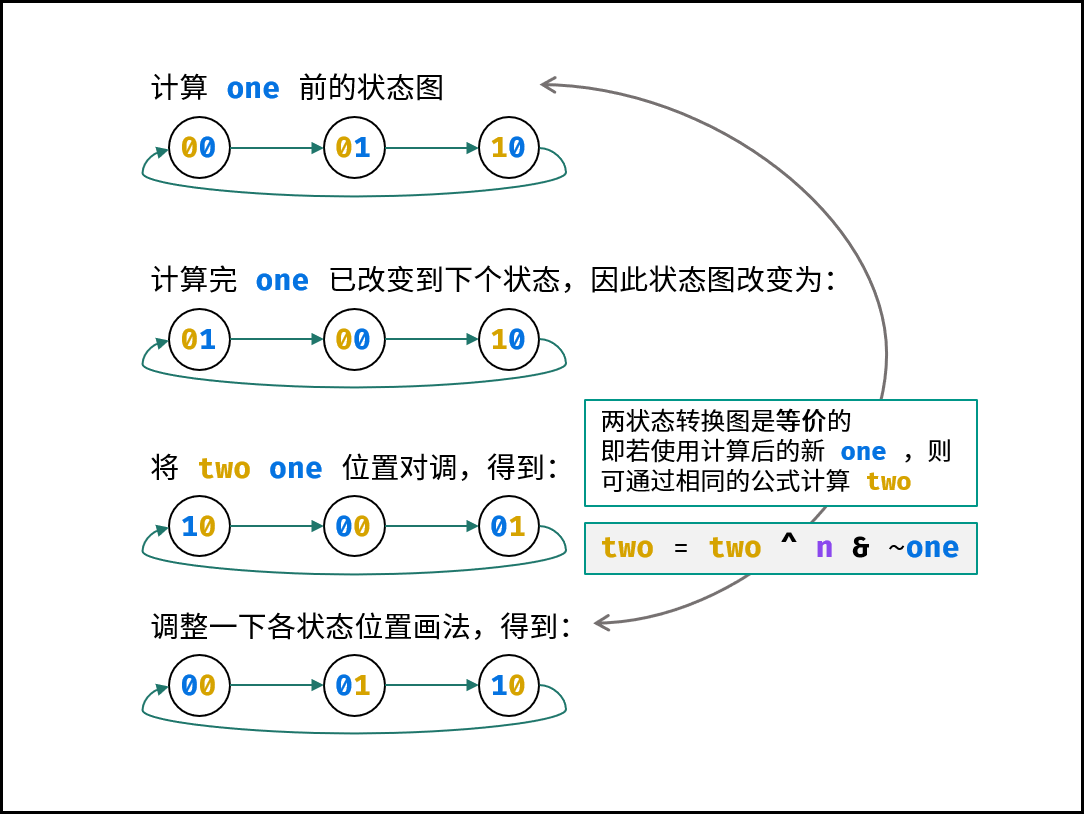 计算 one 前的状态图
00 01 10
计算完 one 已改变到下个状态，因此状态图改变为：
01 00 10
两状态转换图是等价的
即若使用计算后的新 one ，则
可通过相同的公式计算 two
将 two one 位置对调，得到：
10 00 01
two = two ^ n & ~one
调整一下各状态位置画法，得到：
00 01 10